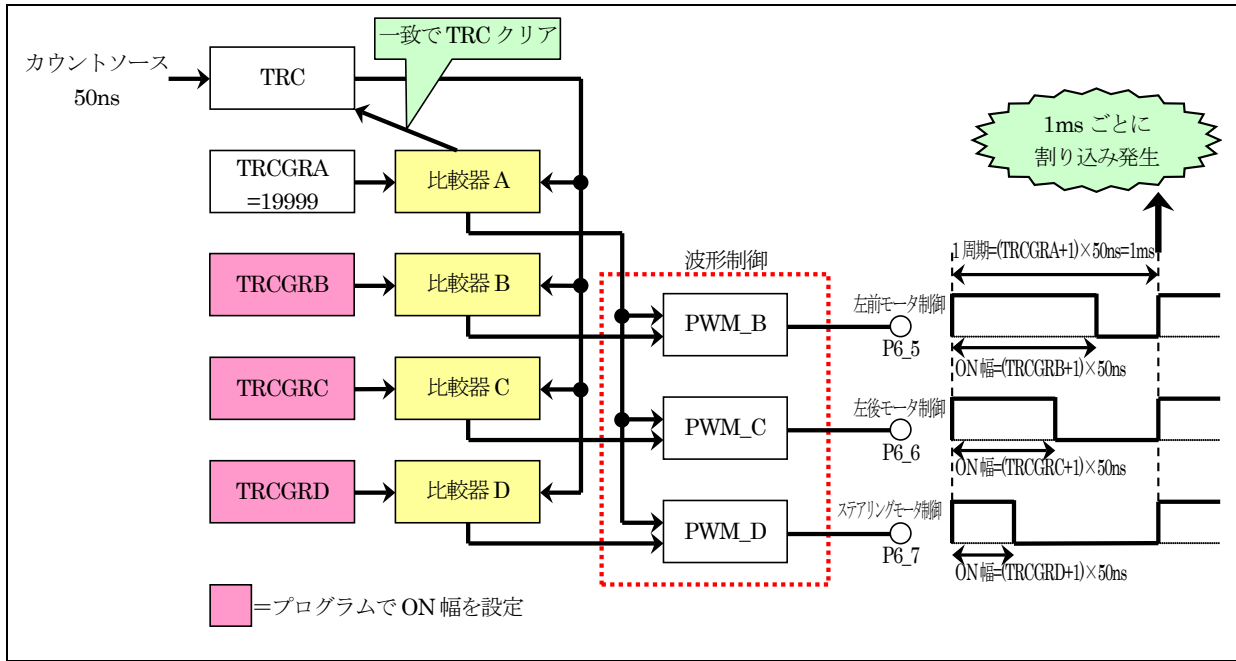 一致で TRC クリア
カウントソース
50ns
TRC
1ms ごとに
割り込み発生
TRCGRA
=19999
比較器 A
1 周期=(TRCGRA+1)×50ns=1ms
波形制御
TRCGRB
比較器 B
PWM_B
左前モータ制御
P6_5
ON 幅=(TRCGRB+1)×50ns
TRCGRC
比較器 C
PWM_C
左後モータ制御
P6_6
ON 幅=(TRCGRC+1)×50ns
TRCGRD
比較器 D
PWM_D
ステアリングモータ制御
P6_7
ON 幅=(TRCGRD+1)×50ns
=プログラムで ON 幅を設定